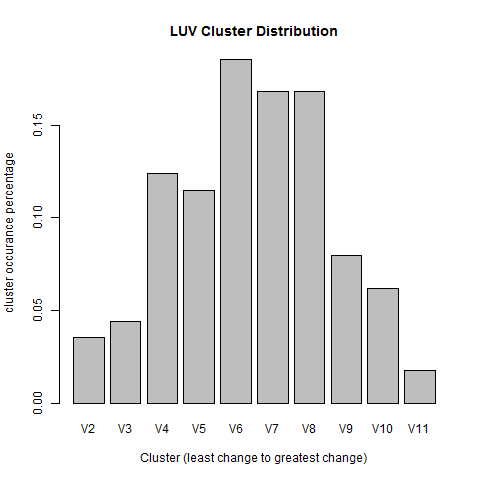 LUV Cluster Distribution
cluster occurance percentage
0.15
0.10
0.05
0.00
V2 V3 V4 V5 V6 V7 V8 V9 V10 V11
Cluster (least change to greatest change)